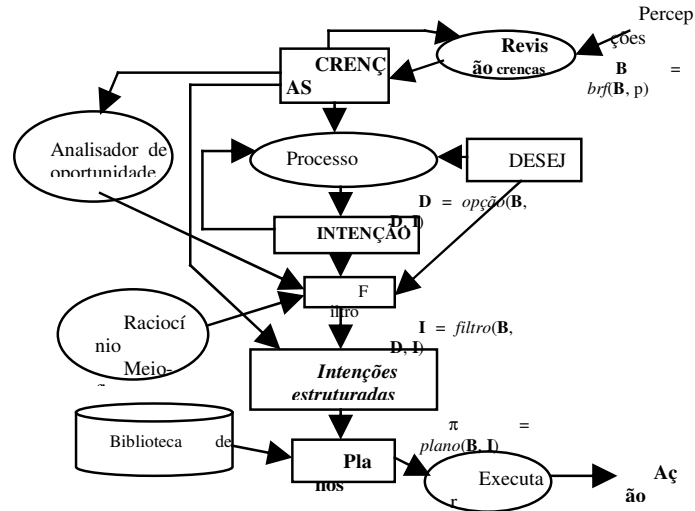 Percep
ções
Revis
ão crencas
B =
brf(B, p)
CRENÇ
AS
Analisador de
oportunidade
Processo
DESEJ
D = opção(B,
D, I)
INTENÇÃO
F
iltro
Raciocí
nio
Meio-
I = filtro(B,
D, I)
Intenções
estruturadas
Biblioteca de
π =
plano(B, I)
Pla
nos
Executa
r
Aç
ão